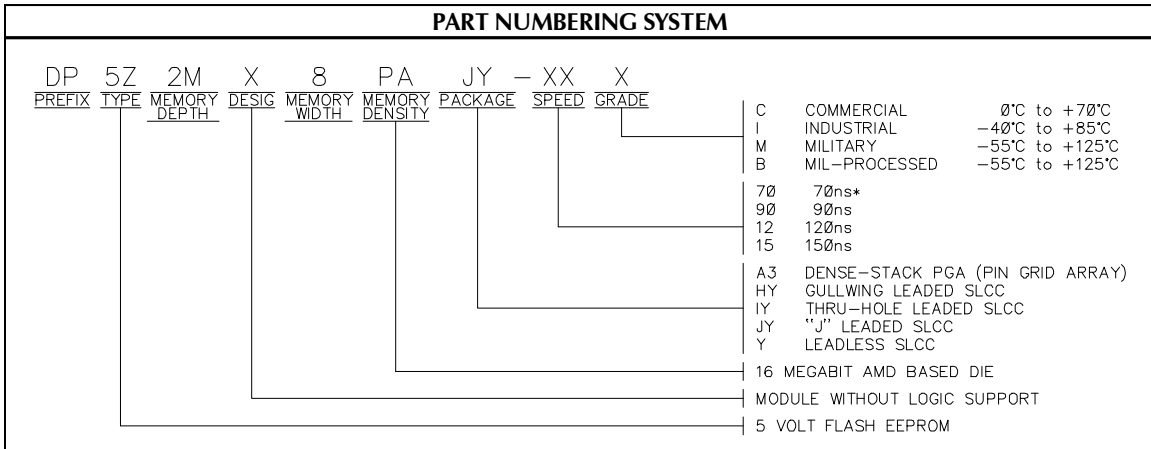 PART NUMBERING SYSTEM
DP 5Z 2M X 8 PA JY – XX X
PREFIX TYPE MEMORY DEPTH DESIG MEMORY WIDTH MEMORY DENSITY PACKAGE SPEED GRADE
C COMMERCIAL 0°C to +70°C
I INDUSTRIAL −40°C to +85°C
M MILITARY −55°C to +125°C
B MIL−PROCESSED −55°C to +125°C
70 70ns*
90 90ns
12 120ns
15 150ns
A3 DENSE−STACK PGA (PIN GRID ARRAY)
HY GULLWING LEADED SLCC
IY THRU−HOLE LEADED SLCC
JY “J” LEADED SLCC
Y LEADLESS SLCC
16 MEGABIT AMD BASED DIE
MODULE WITHOUT LOGIC SUPPORT
5 VOLT FLASH EEPROM